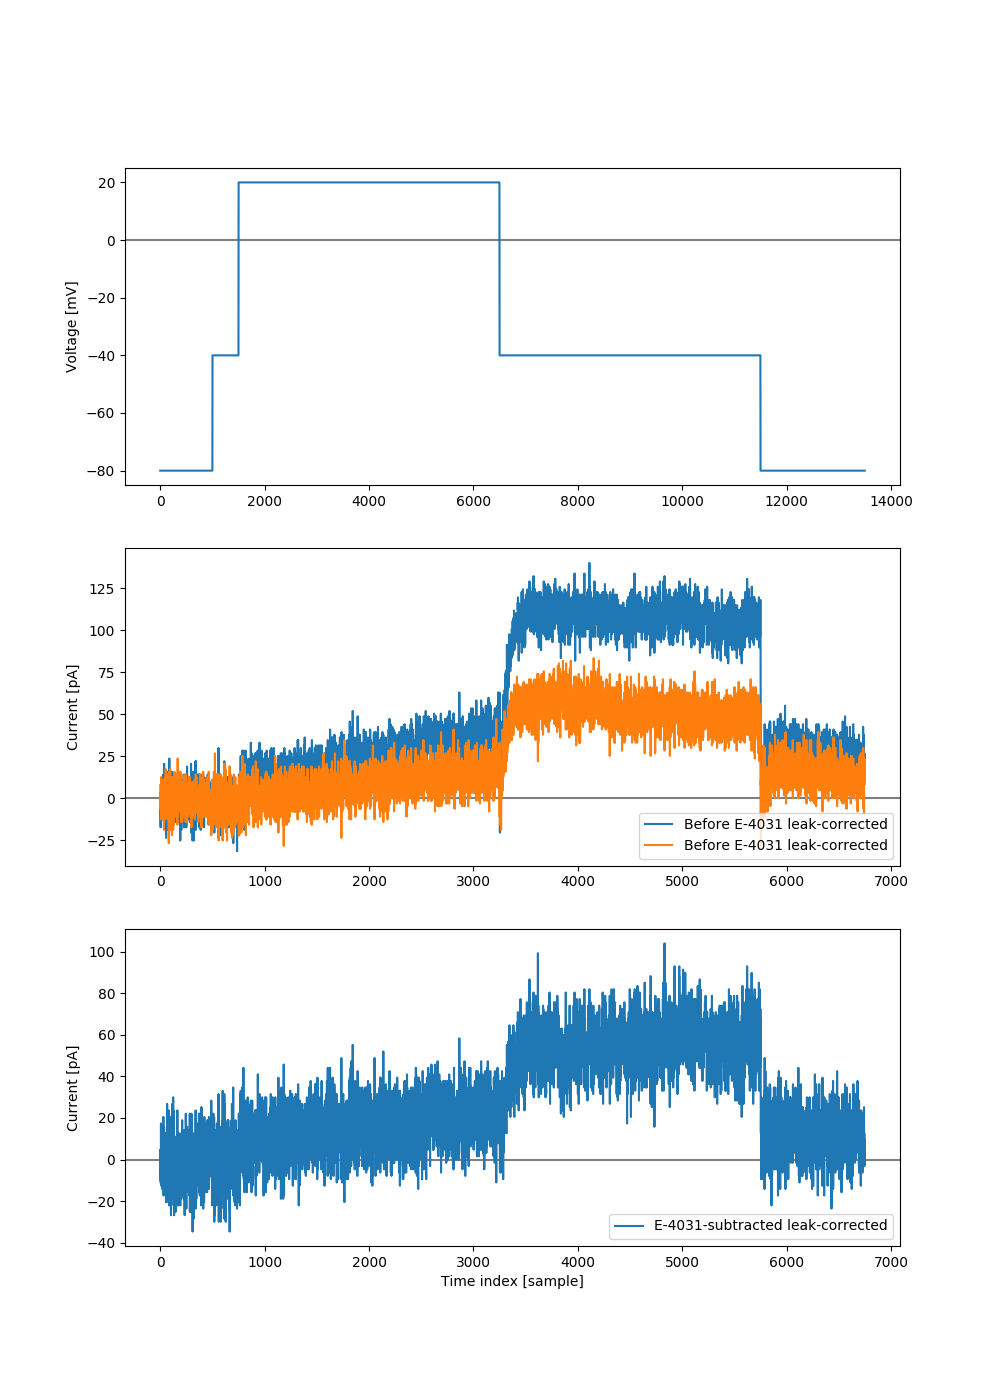 20
0
−20
−40
−60
−80
Voltage [mV]
0 2000 4000 6000 8000 10000 12000 14000
125
100
75
50
25
0
−25
Current [pA]
Before E-4031 leak-corrected
Before E-4031 leak-corrected
0 1000 2000 3000 4000 5000 6000 7000
100
80
60
40
20
0
−20
−40
Current [pA]
E-4031-subtracted leak-corrected
0 1000 2000 3000 4000 5000 6000 7000
Time index [sample]